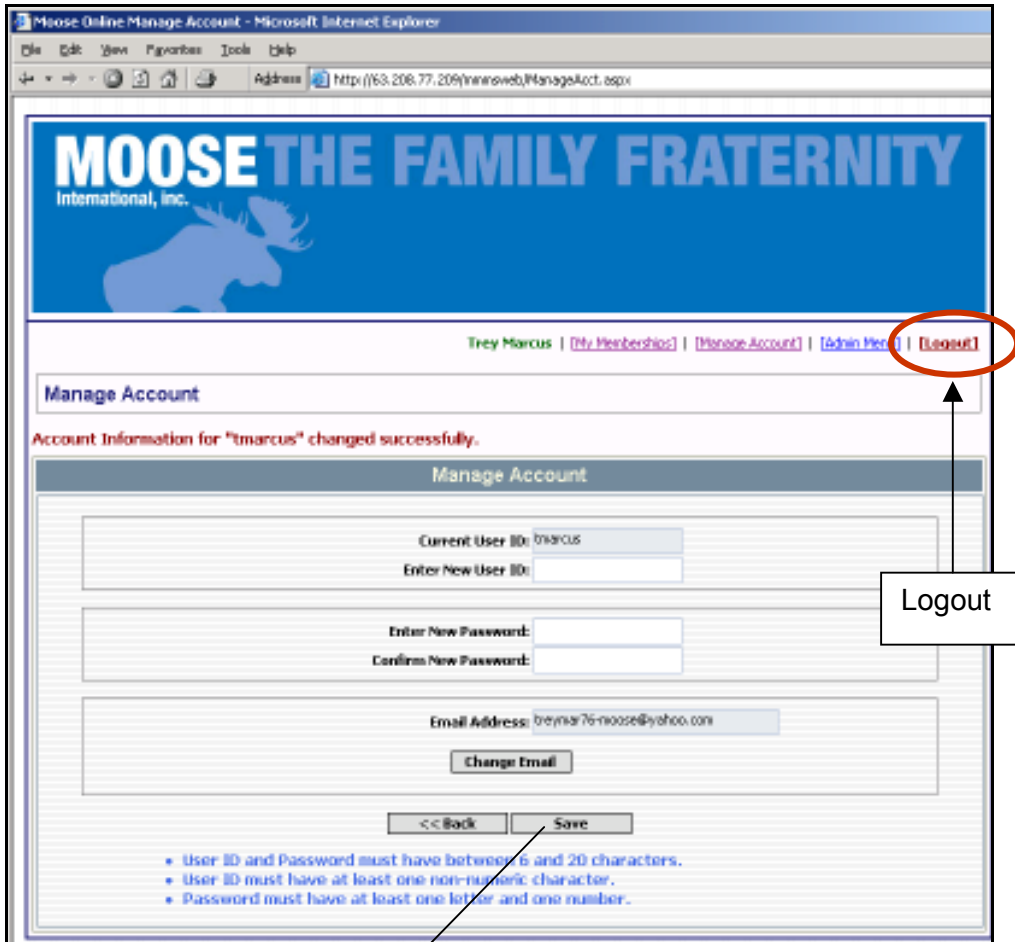 Moose Online Manage Account - Microsoft Internet Explorer
File Edit View Favorites Tools Help
Address http://63.208.77.209/mmmsweb/ManageAcct.aspx
MOOSE THE FAMILY FRATERNITY
International, inc.
Trey Marcus | [My Memberships] | [Manage Account] | [Admin Menu] | [Logout]
Manage Account
Account Information for "tmarcus" changed successfully.
Manage Account
Current User ID: tmarcus
Enter New User ID:
Logout
Enter New Password:
Confirm New Password:
Email Address: treymar76-moose@yahoo.com
Change Email
<< Back Save
• User ID and Password must have between 6 and 20 characters.
• User ID must have at least one non-numeric character.
• Password must have at least one letter and one number.